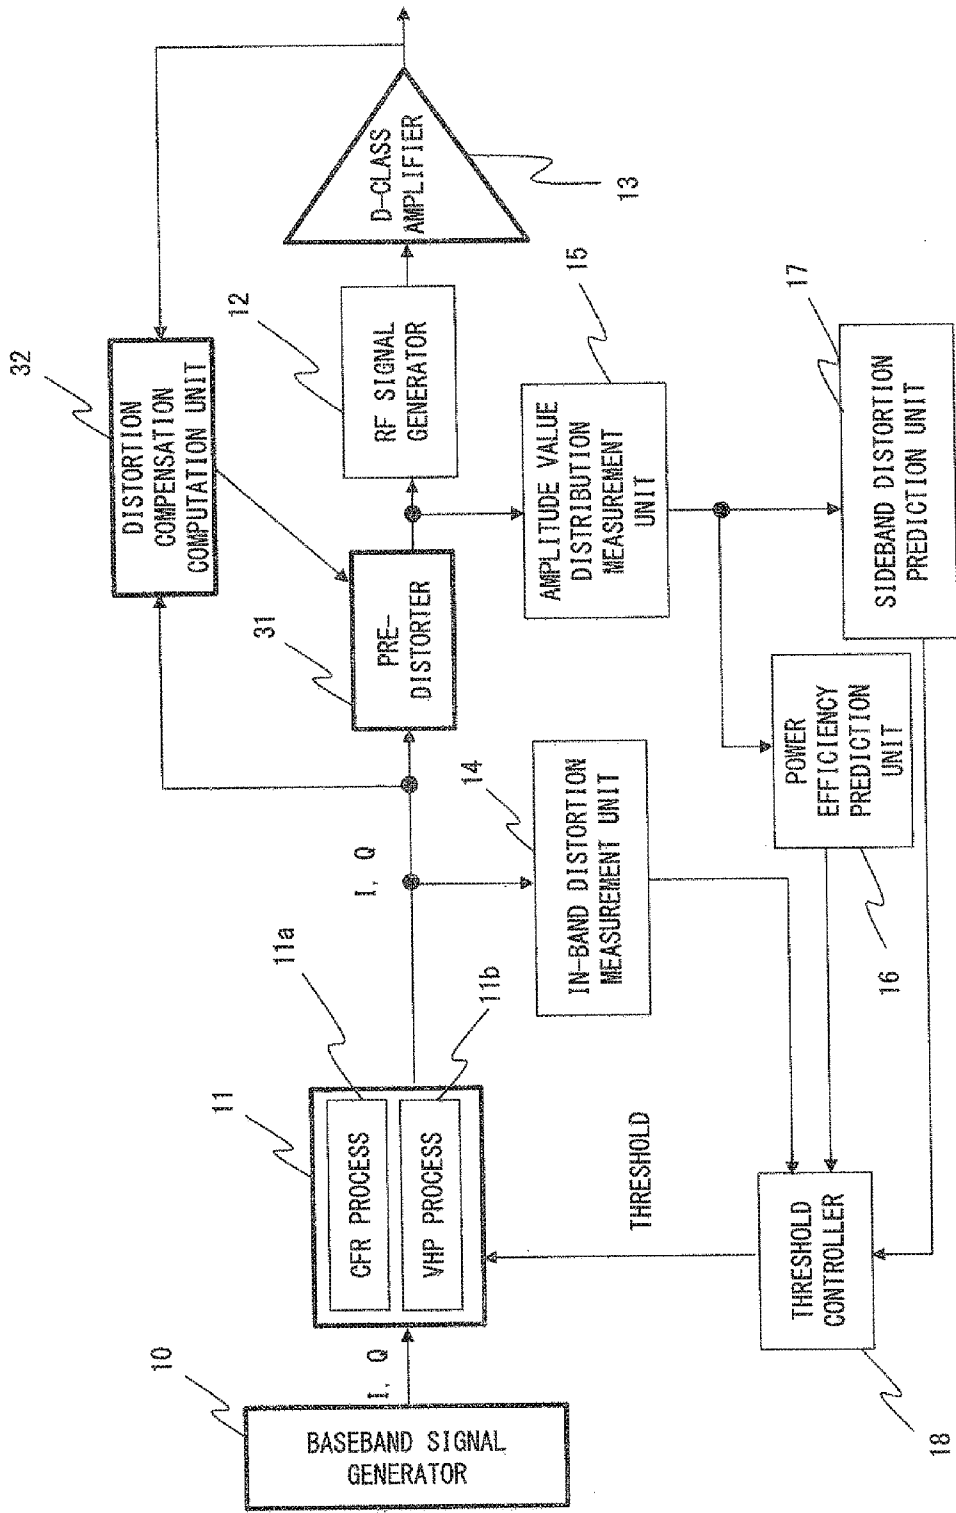 10
BASEBAND SIGNAL
GENERATOR
I, Q
11
CFR PROCESS
11a
VHP PROCESS
11b
I, Q
31
PRE-
DISTORTER
32
DISTORTION
COMPENSATION
COMPUTATION UNIT
12
RF SIGNAL
GENERATOR
D-CLASS
AMPLIFIER
13
14
IN-BAND DISTORTION
MEASUREMENT UNIT
15
AMPLITUDE VALUE
DISTRIBUTION
MEASUREMENT
UNIT
THRESHOLD
THRESHOLD
CONTROLLER
18
POWER
EFFICIENCY
PREDICTION
UNIT
16
17
SIDEBAND DISTORTION
PREDICTION UNIT